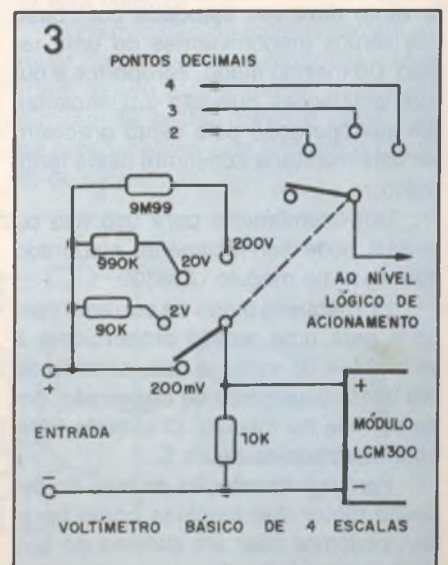 3
PONTOS DECIMAIS
4
3
2
9M99
990K
90K
200V
20V
2V
200mV
AO NÍVEL
LÓGICO DE
ACIONAMENTO
+
ENTRADA
–
10K
+
MÓDULO
LCM300
–
VOLTÍMETRO BÁSICO DE 4 ESCALAS